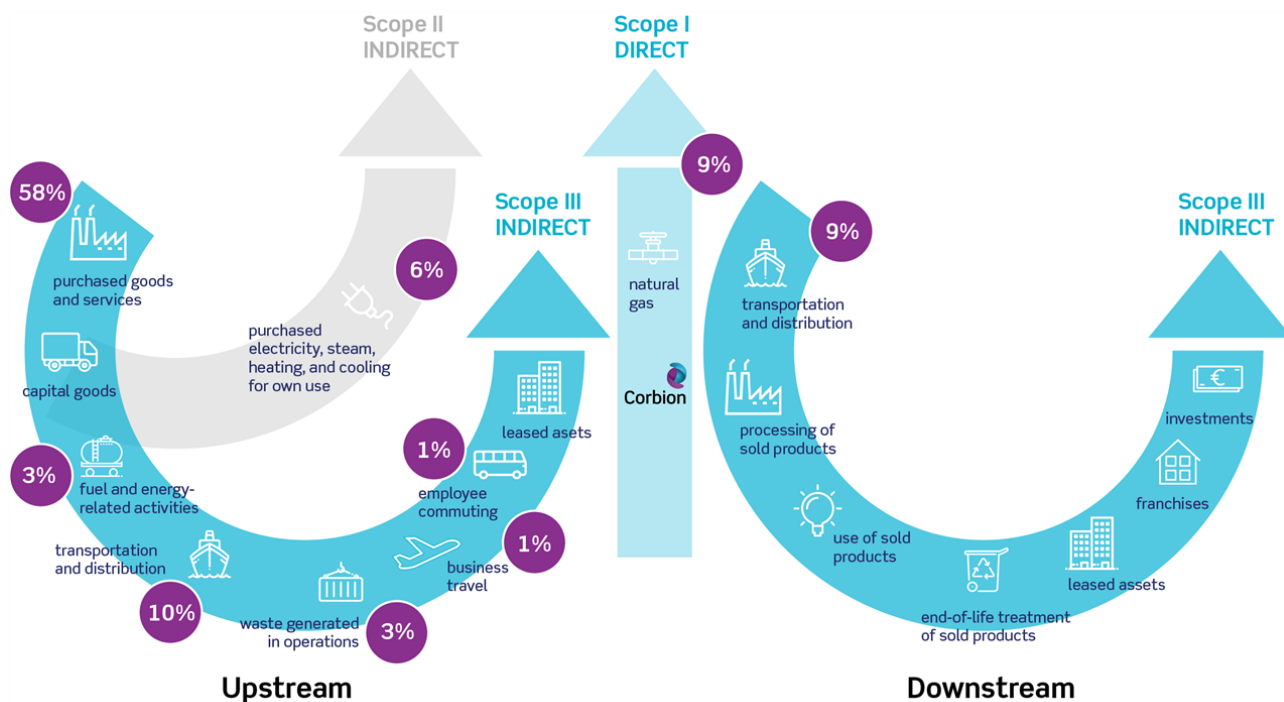 Scope II
INDIRECT
6%
purchased
electricity, steam,
heating, and cooling
for own use
58%
purchased goods
and services
capital goods
3%
fuel and energy-
related activities
transportation
and distribution
10%
waste generated
in operations
3%
business
travel
1%
employee
commuting
1%
leased asets
Scope III
INDIRECT
Upstream
Scope I
DIRECT
9%
natural
gas
Corbion
9%
transportation
and distribution
processing of
sold products
use of sold
products
end-of-life treatment
of sold products
leased assets
franchises
€
investments
Scope III
INDIRECT
Downstream